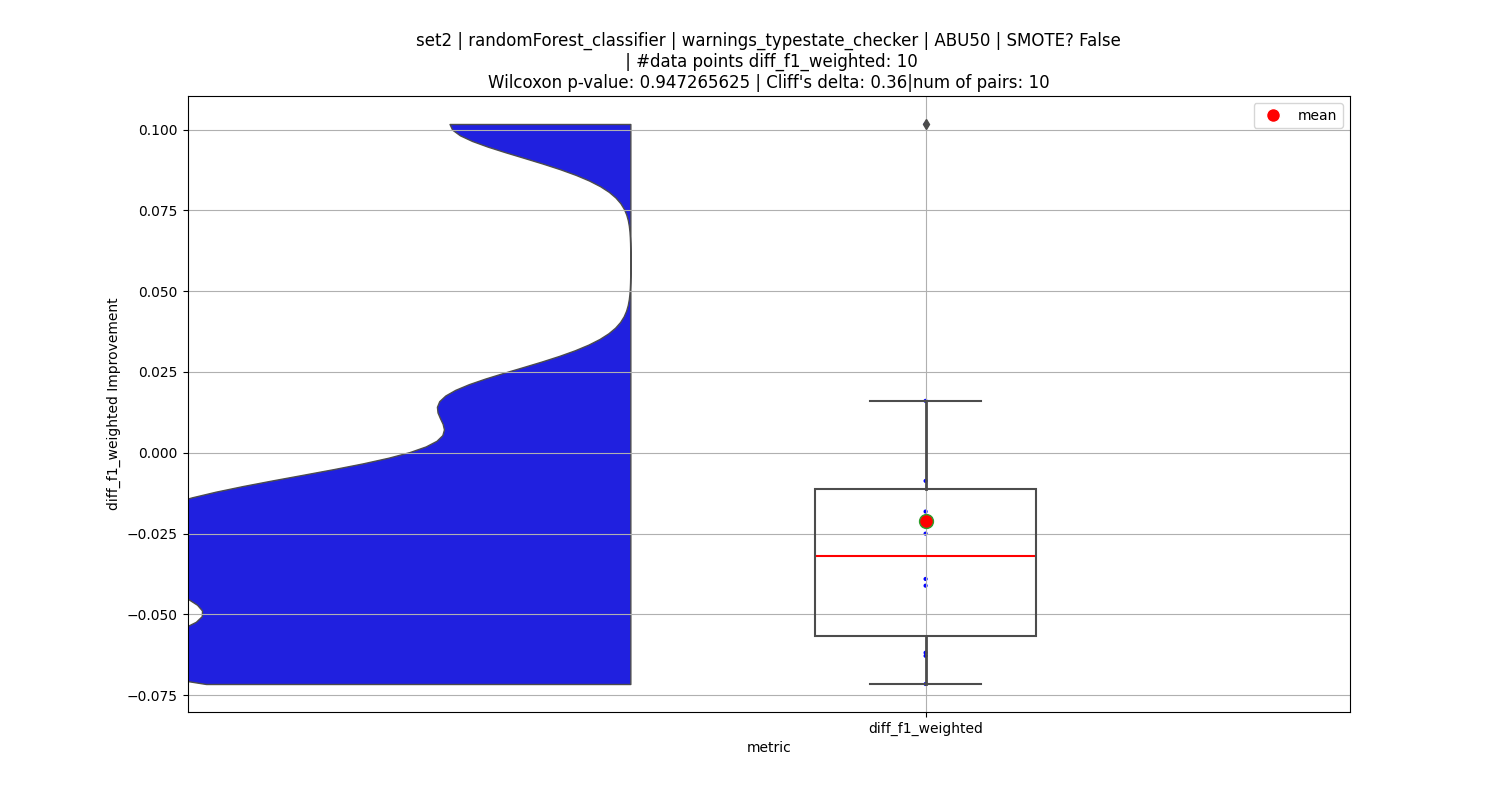 set2 | randomForest_classifier | warnings_typestate_checker | ABU50 | SMOTE? False
| #data points diff_f1_weighted: 10
Wilcoxon p-value: 0.947265625 | Cliff's delta: 0.36|num of pairs: 10
mean
0.100
0.075
0.050
0.025
0.000
−0.025
−0.050
−0.075
diff_f1_weighted Improvement
diff_f1_weighted
metric